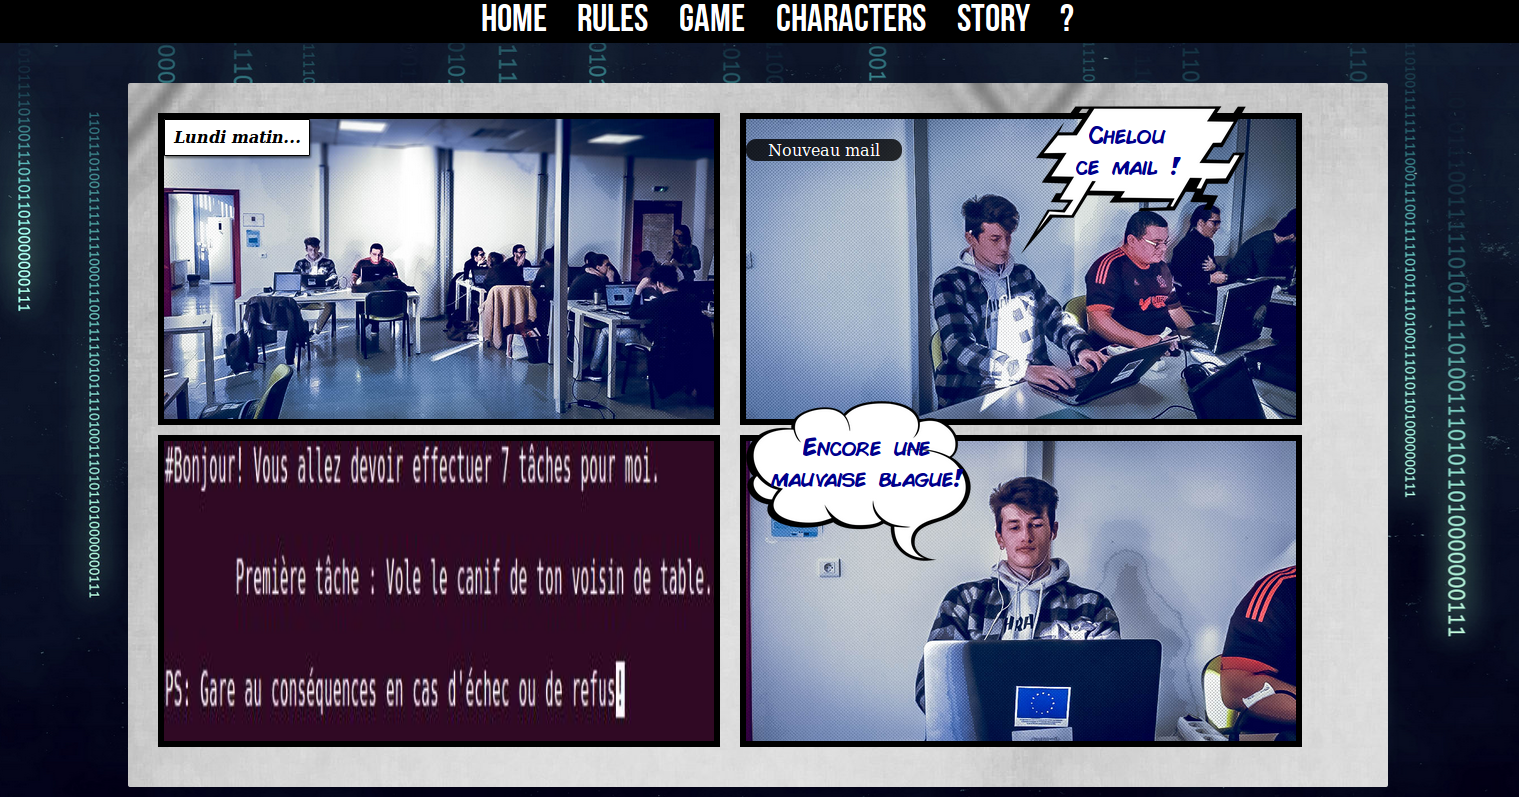 HOME RULES GAME CHARACTERS STORY ?
Lundi matin...
Nouveau mail
CHELOU
CE MAIL !
#Bonjour! Vous allez devoir effectuer 7 tâches pour moi.
Première tâche : Vole le canif de ton voisin de table.
PS: Gare au conséquences en cas d'échec ou de refus!
ENCORE UNE
MAUVAISE BLAGUE!